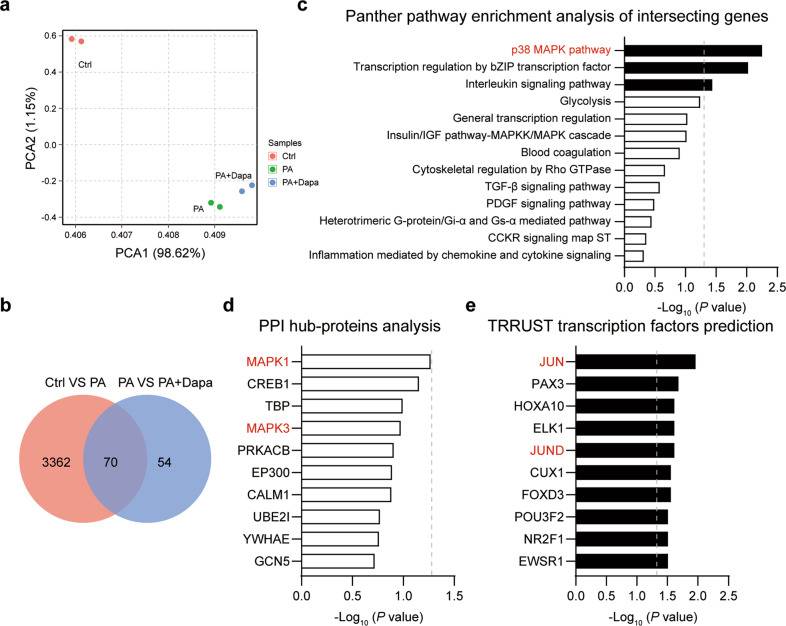 a
0.6
0.4
0.2
0.0
-0.2
-0.4
PCA2 (1.15%)
Ctrl
PA+Dapa
PA
0.406 0.407 0.408 0.409
PCA1 (98.62%)
Samples
Ctrl
PA
PA+Dapa
b
Ctrl VS PA PA VS PA+Dapa
3362 70 54
c
Panther pathway enrichment analysis of intersecting genes
p38 MAPK pathway
Transcription regulation by bZIP transcription factor
Interleukin signaling pathway
Glycolysis
General transcription regulation
Insulin/IGF pathway-MAPKK/MAPK cascade
Blood coagulation
Cytoskeletal regulation by Rho GTPase
TGF-β signaling pathway
PDGF signaling pathway
Heterotrimeric G-protein/Gi-α and Gs-α mediated pathway
CCKR signaling map ST
Inflammation mediated by chemokine and cytokine signaling
0.0 0.5 1.0 1.5 2.0 2.5
-Log10 (P value)
d
PPI hub-proteins analysis
MAPK1
CREB1
TBP
MAPK3
PRKACB
EP300
CALM1
UBE2I
YWHAE
GCN5
0.0 0.5 1.0 1.5
-Log10 (P value)
e
TRRUST transcription factors prediction
JUN
PAX3
HOXA10
ELK1
JUND
CUX1
FOXD3
POU3F2
NR2F1
EWSR1
0.0 0.5 1.0 1.5 2.0 2.5
-Log10 (P value)